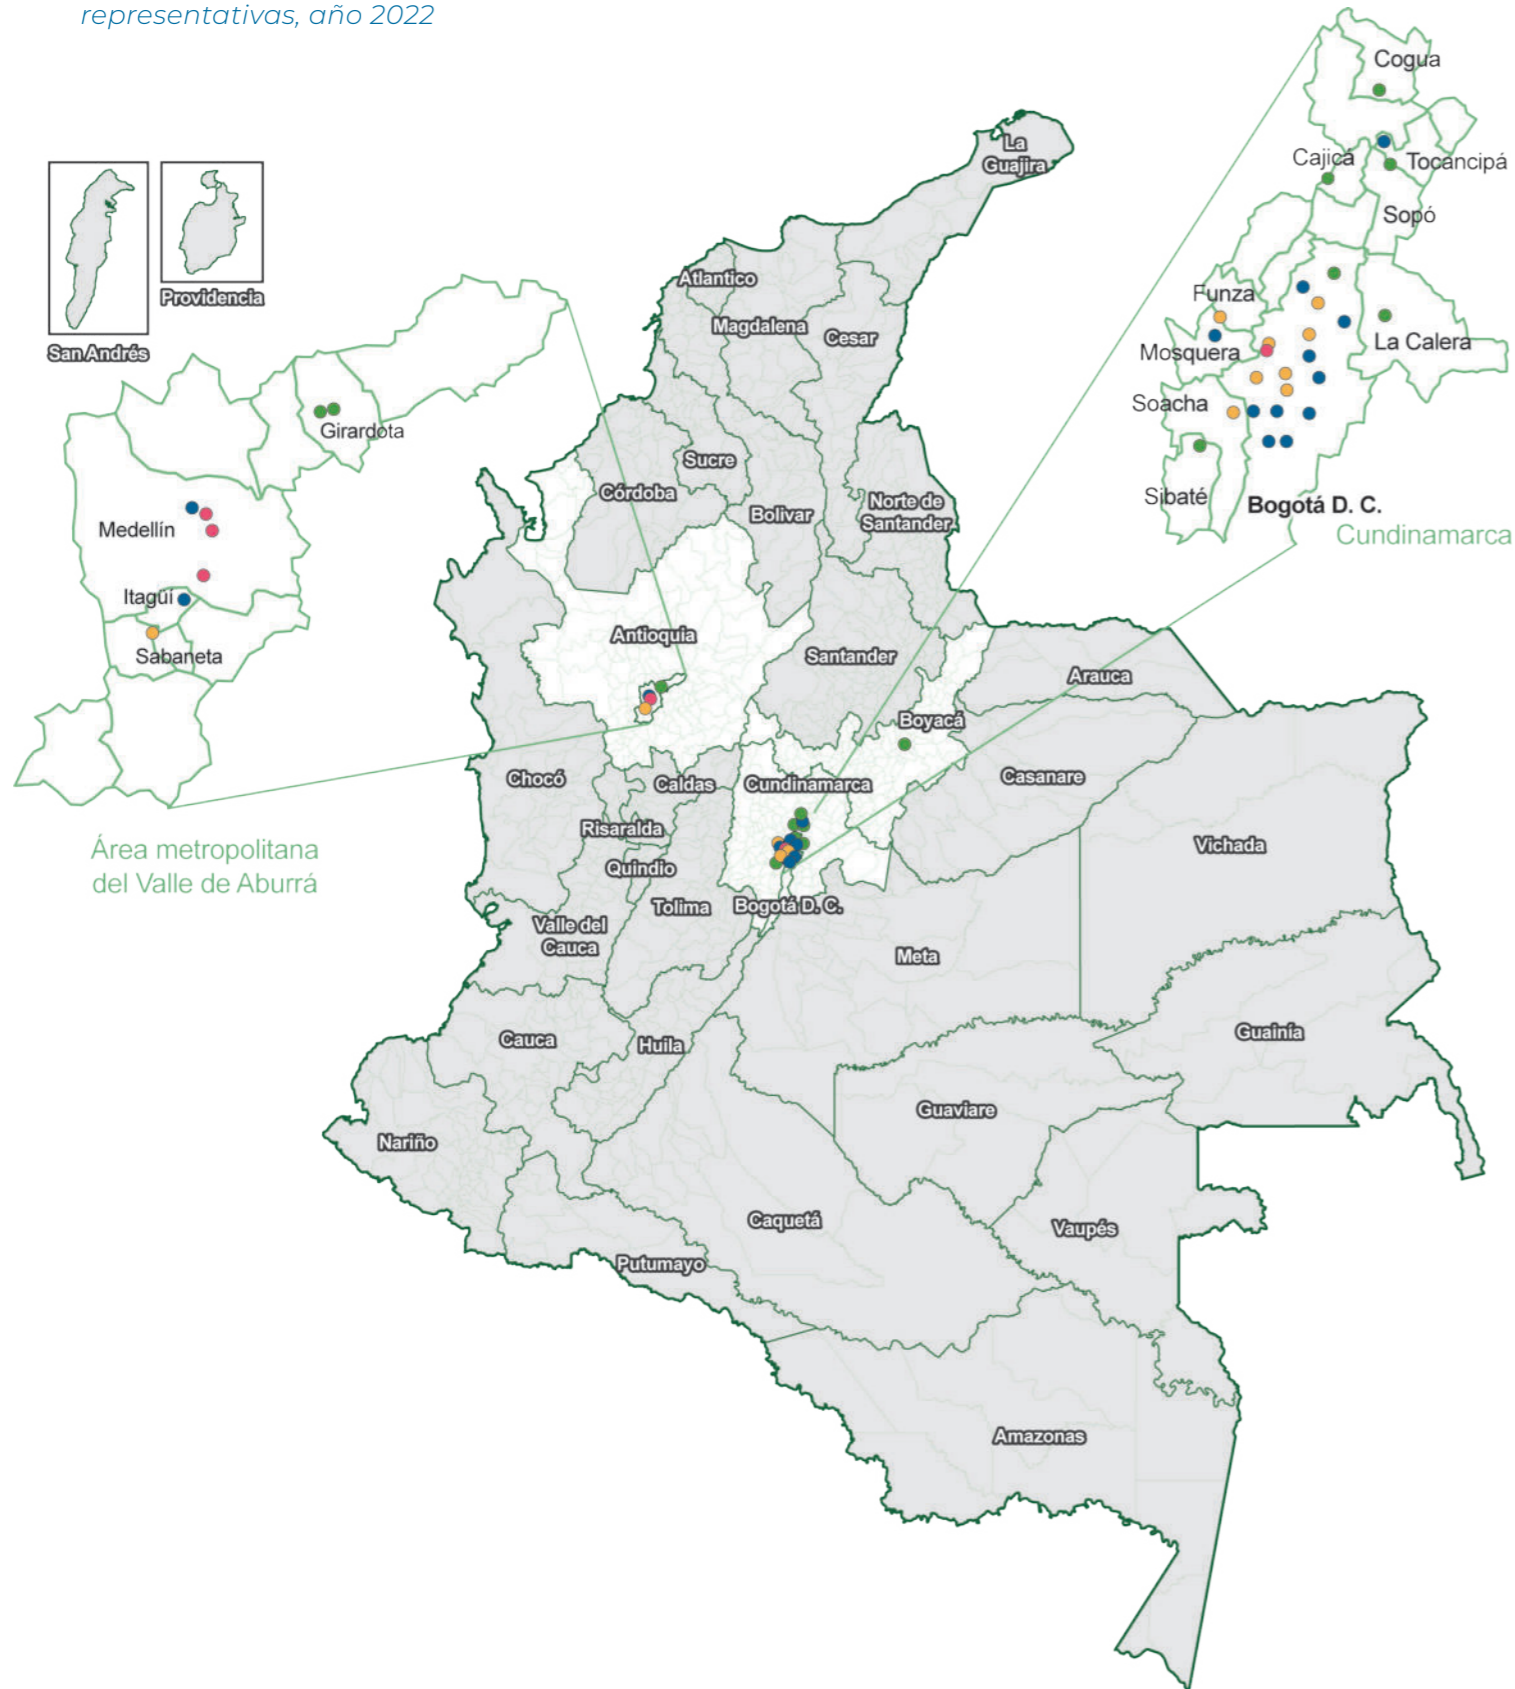 representativas, año 2022
Cogua
Cajicá
Tocancipá
Sopó
Funza
Mosquera
La Calera
Soacha
Sibaté
Bogotá D. C.
Cundinamarca
San Andrés
Providencia
Girardota
Medellín
Itagüí
Sabaneta
Área metropolitana
del Valle de Aburrá
La
Guajira
Atlantico
Magdalena
Cesar
Sucre
Córdoba
Bolivar
Norte de
Santander
Antioquia
Santander
Arauca
Boyacá
Chocó
Caldas
Cundinamarca
Casanare
Risaralda
Quindio
Vichada
Tolima
Bogotá D. C.
Valle del
Cauca
Meta
Cauca
Huila
Guainía
Guaviare
Nariño
Caquetá
Vaupés
Putumayo
Amazonas